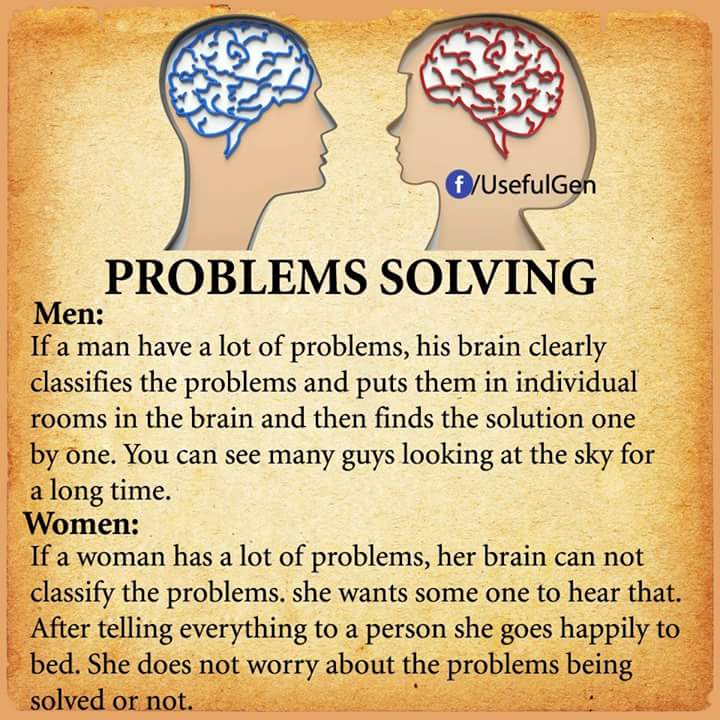 f/UsefulGen
PROBLEMS SOLVING
Men:
If a man have a lot of problems, his brain clearly
classifies the problems and puts them in individual
rooms in the brain and then finds the solution one
by one. You can see many guys looking at the sky for
a long time.
Women:
If a woman has a lot of problems, her brain can not
classify the problems. she wants some one to hear that.
After telling everything to a person she goes happily to
bed. She does not worry about the problems being
solved or not.